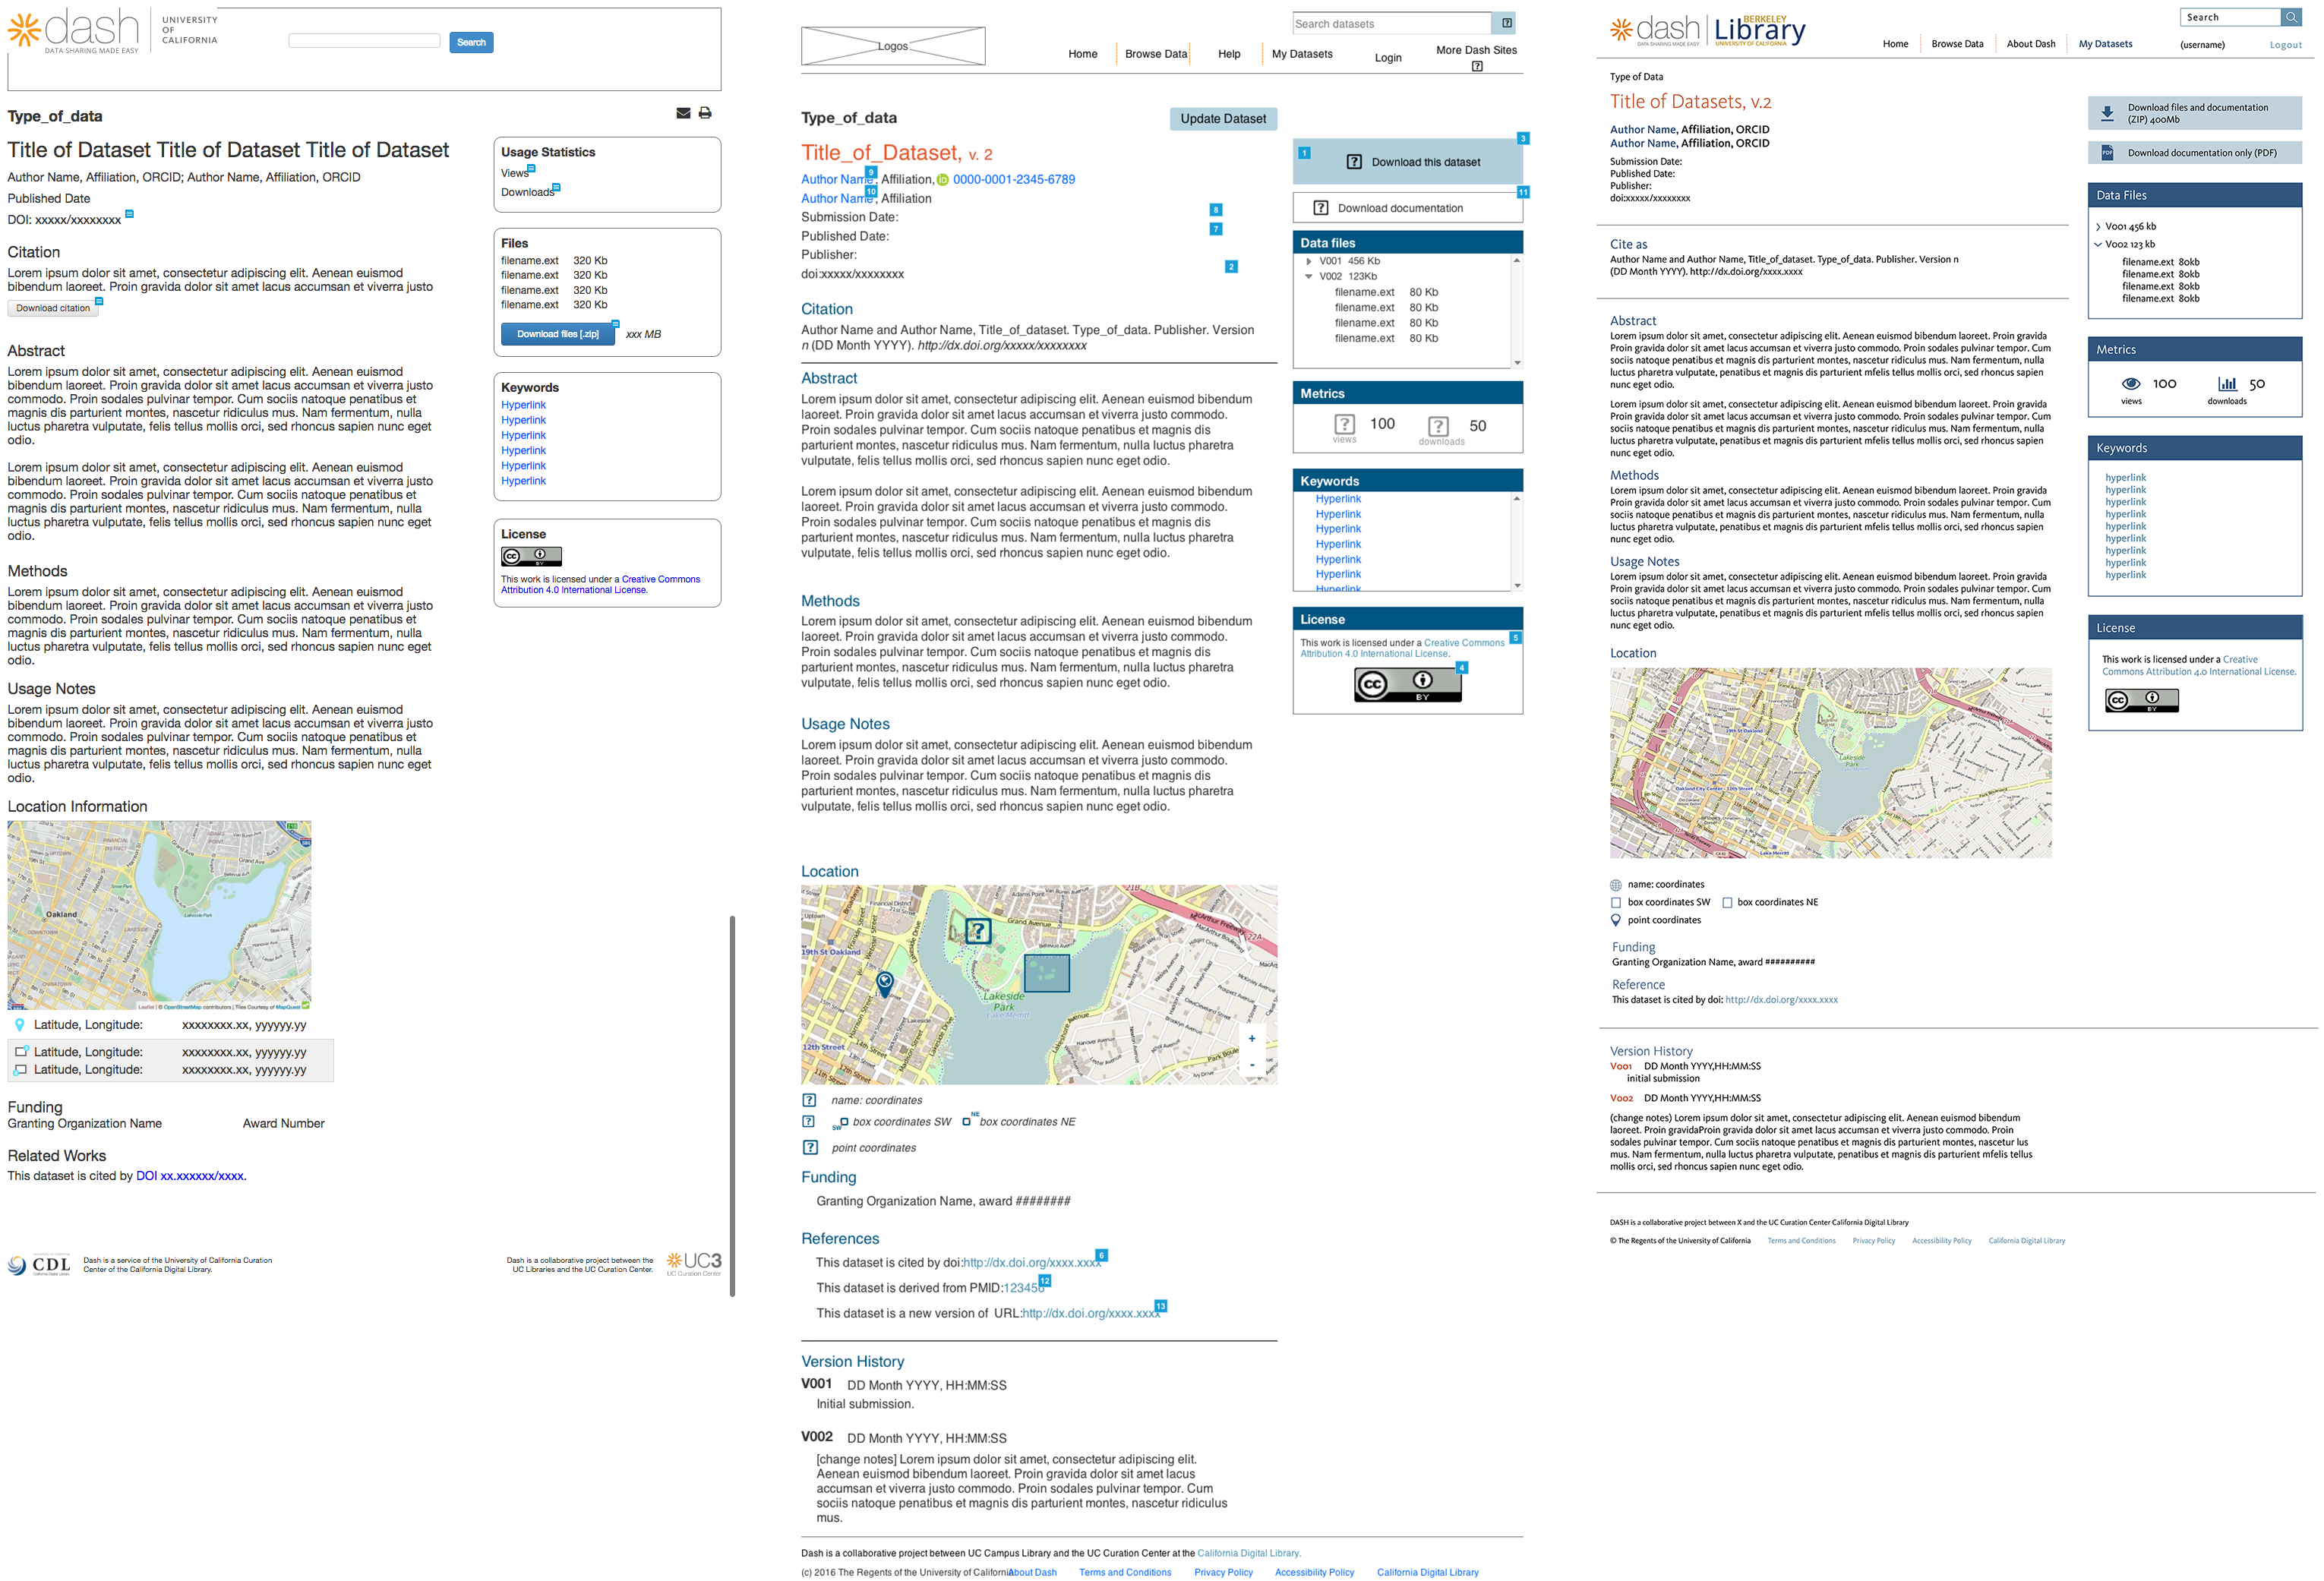 dash
DATA SHARING MADE EASY
UNIVERSITY
OF
CALIFORNIA
Search
Type_of_data
Title of Dataset Title of Dataset Title of Dataset
Author Name, Affiliation, ORCID; Author Name, Affiliation, ORCID
Published Date
DOI: xxxxx/xxxxxxxx
Citation
Lorem ipsum dolor sit amet, consectetur adipiscing elit. Aenean euismod
bibendum laoreet. Proin gravida dolor sit amet lacus accumsan et viverra justo
Download citation
Abstract
Lorem ipsum dolor sit amet, consectetur adipiscing elit. Aenean euismod
bibendum laoreet. Proin gravida dolor sit amet lacus accumsan et viverra justo
commodo. Proin sodales pulvinar tempor. Cum sociis natoque penatibus et
magnis dis parturient montes, nascetur ridiculus mus. Nam fermentum, nulla
luctus pharetra vulputate, felis tellus mollis orci, sed rhoncus sapien nunc eget
odio.
Lorem ipsum dolor sit amet, consectetur adipiscing elit. Aenean euismod
bibendum laoreet. Proin gravida dolor sit amet lacus accumsan et viverra justo
commodo. Proin sodales pulvinar tempor. Cum sociis natoque penatibus et
magnis dis parturient montes, nascetur ridiculus mus. Nam fermentum, nulla
luctus pharetra vulputate, felis tellus mollis orci, sed rhoncus sapien nunc eget
odio.
Methods
Lorem ipsum dolor sit amet, consectetur adipiscing elit. Aenean euismod
bibendum laoreet. Proin gravida dolor sit amet lacus accumsan et viverra justo
commodo. Proin sodales pulvinar tempor. Cum sociis natoque penatibus et
magnis dis parturient montes, nascetur ridiculus mus. Nam fermentum, nulla
luctus pharetra vulputate, felis tellus mollis orci, sed rhoncus sapien nunc eget
odio.
Usage Notes
Lorem ipsum dolor sit amet, consectetur adipiscing elit. Aenean euismod
bibendum laoreet. Proin gravida dolor sit amet lacus accumsan et viverra justo
commodo. Proin sodales pulvinar tempor. Cum sociis natoque penatibus et
magnis dis parturient montes, nascetur ridiculus mus. Nam fermentum, nulla
luctus pharetra vulputate, felis tellus mollis orci, sed rhoncus sapien nunc eget
odio.
Location Information
Oakland
Lakeside Park
LAKESIDE
CHINATOWN
Latitude, Longitude: xxxxxxxx.xx, yyyyyy.yy
Latitude, Longitude: xxxxxxxx.xx, yyyyyy.yy
Latitude, Longitude: xxxxxxxx.xx, yyyyyy.yy
Funding
Granting Organization Name Award Number
Related Works
This dataset is cited by DOI xx.xxxxxx/xxxx.
CDL
Dash is a service of the University of California Curation
Center of the California Digital Library.
Dash is a collaborative project between the
UC Libraries and the UC Curation Center.
UC3
UC Curation Center
Usage Statistics
Views
Downloads
Files
filename.ext 320 Kb
filename.ext 320 Kb
filename.ext 320 Kb
filename.ext 320 Kb
Download files [.zip] xxx MB
Keywords
Hyperlink
Hyperlink
Hyperlink
Hyperlink
Hyperlink
Hyperlink
License
cc BY
This work is licensed under a Creative Commons
Attribution 4.0 International License.
Logos
Search datasets ?
Home Browse Data Help My Datasets Login More Dash Sites
?
Type_of_data
Update Dataset
Title_of_Dataset, v. 2
Author Name, Affiliation, iD 0000-0001-2345-6789
9
Author Name, Affiliation
10
Submission Date:
8
Published Date:
7
Publisher:
doi:xxxxx/xxxxxxxx
2
Citation
Author Name and Author Name, Title_of_dataset. Type_of_data. Publisher. Version
n (DD Month YYYY). http://dx.doi.org/xxxxx/xxxxxxxx
Abstract
Lorem ipsum dolor sit amet, consectetur adipiscing elit. Aenean euismod bibendum
laoreet. Proin gravida dolor sit amet lacus accumsan et viverra justo commodo.
Proin sodales pulvinar tempor. Cum sociis natoque penatibus et magnis dis
parturient montes, nascetur ridiculus mus. Nam fermentum, nulla luctus pharetra
vulputate, felis tellus mollis orci, sed rhoncus sapien nunc eget odio.
Lorem ipsum dolor sit amet, consectetur adipiscing elit. Aenean euismod bibendum
laoreet. Proin gravida dolor sit amet lacus accumsan et viverra justo commodo.
Proin sodales pulvinar tempor. Cum sociis natoque penatibus et magnis dis
parturient montes, nascetur ridiculus mus. Nam fermentum, nulla luctus pharetra
vulputate, felis tellus mollis orci, sed rhoncus sapien nunc eget odio.
Methods
Lorem ipsum dolor sit amet, consectetur adipiscing elit. Aenean euismod bibendum
laoreet. Proin gravida dolor sit amet lacus accumsan et viverra justo commodo.
Proin sodales pulvinar tempor. Cum sociis natoque penatibus et magnis dis
parturient montes, nascetur ridiculus mus. Nam fermentum, nulla luctus pharetra
vulputate, felis tellus mollis orci, sed rhoncus sapien nunc eget odio.
Usage Notes
Lorem ipsum dolor sit amet, consectetur adipiscing elit. Aenean euismod bibendum
laoreet. Proin gravida dolor sit amet lacus accumsan et viverra justo commodo.
Proin sodales pulvinar tempor. Cum sociis natoque penatibus et magnis dis
parturient montes, nascetur ridiculus mus. Nam fermentum, nulla luctus pharetra
vulputate, felis tellus mollis orci, sed rhoncus sapien nunc eget odio.
Location
19th St Oakland
12th Street
Grand Avenue
Lakeside
Park
Lake Merritt
MacArthur Freeway
22A
21B
+
-
? name: coordinates
? SW box coordinates SW NE box coordinates NE
? point coordinates
Funding
Granting Organization Name, award ########
References
This dataset is cited by doi:http://dx.doi.org/xxxx.xxxx
6
This dataset is derived from PMID:123456
12
This dataset is a new version of URL:http://dx.doi.org/xxxx.xxxx
13
Version History
V001 DD Month YYYY, HH:MM:SS
Initial submission.
V002 DD Month YYYY, HH:MM:SS
[change notes] Lorem ipsum dolor sit amet, consectetur adipiscing elit.
Aenean euismod bibendum laoreet. Proin gravida dolor sit amet lacus
accumsan et viverra justo commodo. Proin sodales pulvinar tempor. Cum
sociis natoque penatibus et magnis dis parturient montes, nascetur ridiculus
mus.
Dash is a collaborative project between UC Campus Library and the UC Curation Center at the California Digital Library.
(c) 2016 The Regents of the University of California About Dash Terms and Conditions Privacy Policy Accessibility Policy California Digital Library
3
1 ? Download this dataset
11
? Download documentation
Data files
V001 456 Kb
V002 123Kb
filename.ext 80 Kb
filename.ext 80 Kb
filename.ext 80 Kb
filename.ext 80 Kb
Metrics
? 100 ? 50
views downloads
Keywords
Hyperlink
Hyperlink
Hyperlink
Hyperlink
Hyperlink
Hyperlink
Hyperlink
License
This work is licensed under a Creative Commons
Attribution 4.0 International License.
5
4
cc BY
dash
DATA SHARING MADE EASY
BERKELEY
Library
UNIVERSITY OF CALIFORNIA
Search
Home Browse Data About Dash My Datasets (username) Logout
Type of Data
Title of Datasets, v.2
Author Name, Affiliation, ORCID
Author Name, Affiliation, ORCID
Submission Date:
Published Date:
Publisher:
doi:xxxxx/xxxxxxxx
Cite as
Author Name and Author Name, Title_of_dataset. Type_of_data. Publisher. Version n
(DD Month YYYY). http://dx.doi.org/xxxx.xxxx
Abstract
Lorem ipsum dolor sit amet, consectetur adipiscing elit. Aenean euismod bibendum laoreet. Proin gravida
Proin gravida dolor sit amet lacus accumsan et viverra justo commodo. Proin sodales pulvinar tempor. Cum
sociis natoque penatibus et magnis dis parturient montes, nascetur ridiculus mus. Nam fermentum, nulla
luctus pharetra vulputate, penatibus et magnis dis parturient mfelis tellus mollis orci, sed rhoncus sapien
nunc eget odio.
Lorem ipsum dolor sit amet, consectetur adipiscing elit. Aenean euismod bibendum laoreet. Proin gravida
Proin gravida dolor sit amet lacus accumsan et viverra justo commodo. Proin sodales pulvinar tempor. Cum
sociis natoque penatibus et magnis dis parturient montes, nascetur ridiculus mus. Nam fermentum, nulla
luctus pharetra vulputate, penatibus et magnis dis parturient mfelis tellus mollis orci, sed rhoncus sapien
nunc eget odio.
Methods
Lorem ipsum dolor sit amet, consectetur adipiscing elit. Aenean euismod bibendum laoreet. Proin gravida
Proin gravida dolor sit amet lacus accumsan et viverra justo commodo. Proin sodales pulvinar tempor. Cum
sociis natoque penatibus et magnis dis parturient montes, nascetur ridiculus mus. Nam fermentum, nulla
luctus pharetra vulputate, penatibus et magnis dis parturient mfelis tellus mollis orci, sed rhoncus sapien
nunc eget odio.
Usage Notes
Lorem ipsum dolor sit amet, consectetur adipiscing elit. Aenean euismod bibendum laoreet. Proin gravida
Proin gravida dolor sit amet lacus accumsan et viverra justo commodo. Proin sodales pulvinar tempor. Cum
sociis natoque penatibus et magnis dis parturient montes, nascetur ridiculus mus. Nam fermentum, nulla
luctus pharetra vulputate, penatibus et magnis dis parturient mfelis tellus mollis orci, sed rhoncus sapien
nunc eget odio.
Location
19th St Oakland
Oakland City Center - 12th Street
Lakeside
Park
Lake Merritt
name: coordinates
box coordinates SW box coordinates NE
point coordinates
Funding
Granting Organization Name, award ##########
Reference
This dataset is cited by doi: http://dx.doi.org/xxxx.xxxx
Version History
V001 DD Month YYYY,HH:MM:SS
initial submission
V002 DD Month YYYY,HH:MM:SS
(change notes) Lorem ipsum dolor sit amet, consectetur adipiscing elit. Aenean euismod bibendum
laoreet. Proin gravidaProin gravida dolor sit amet lacus accumsan et viverra justo commodo. Proin
sodales pulvinar tempor. Cum sociis natoque penatibus et magnis dis parturient montes, nascetur lus
mus. Nam fermentum, nulla luctus pharetra vulputate, penatibus et magnis dis parturient mfelis tellus
mollis orci, sed rhoncus sapien nunc eget odio.
DASH is a collaborative project between X and the UC Curation Center California Digital Library
© The Regents of the University of California Terms and Conditions Privacy Policy Accessibility Policy California Digital Library
Download files and documentation
(ZIP) 400Mb
PDF Download documentation only (PDF)
Data Files
V001 456 kb
V002 123 kb
filename.ext 80kb
filename.ext 80kb
filename.ext 80kb
filename.ext 80kb
Metrics
100 50
views downloads
Keywords
hyperlink
hyperlink
hyperlink
hyperlink
hyperlink
hyperlink
hyperlink
hyperlink
hyperlink
License
This work is licensed under a Creative
Commons Attribution 4.0 International License.
cc BY